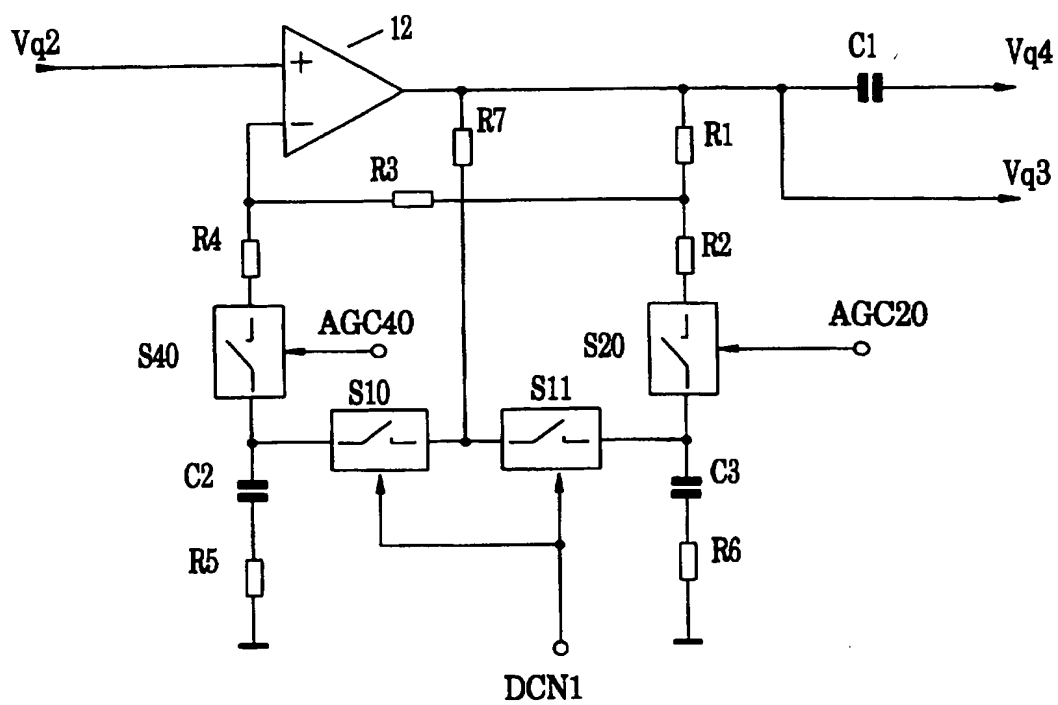 12
Vq2
C1
Vq4
+
−
R7
R1
R3
Vq3
R4
R2
AGC40
AGC20
S40
S20
S10
S11
C2
C3
R5
R6
DCN1